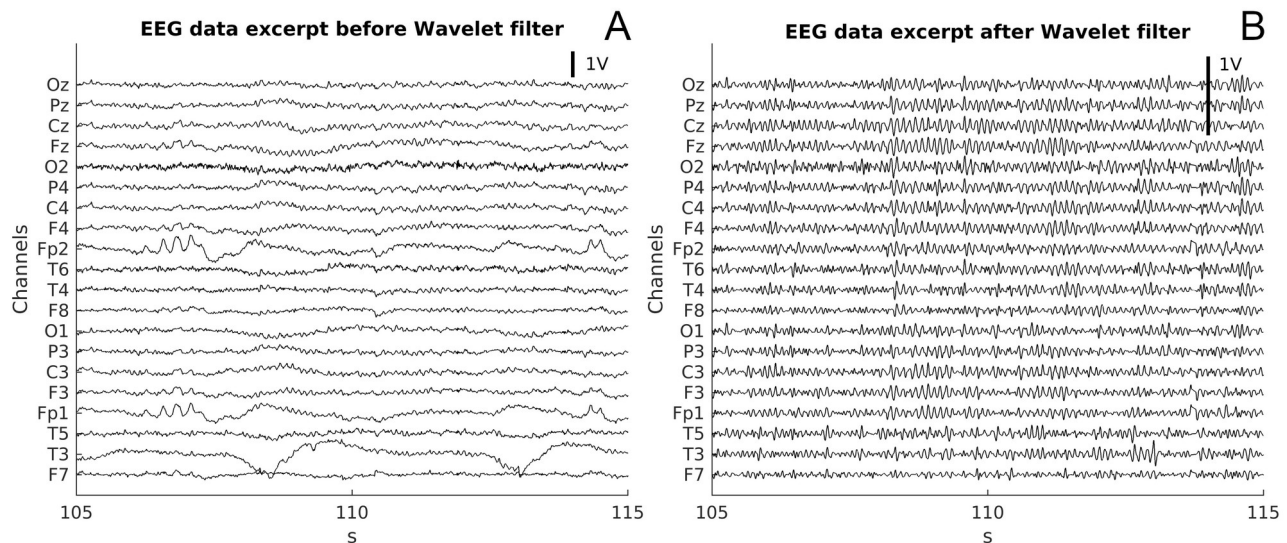 EEG data excerpt before Wavelet filter A
1V
Oz
Pz
Cz
Fz
O2
P4
C4
F4
Fp2
T6
T4
F8
O1
P3
C3
F3
Fp1
T5
T3
F7
Channels
105 110 115
s
EEG data excerpt after Wavelet filter B
1V
Oz
Pz
Cz
Fz
O2
P4
C4
F4
Fp2
T6
T4
F8
O1
P3
C3
F3
Fp1
T5
T3
F7
Channels
105 110 115
s